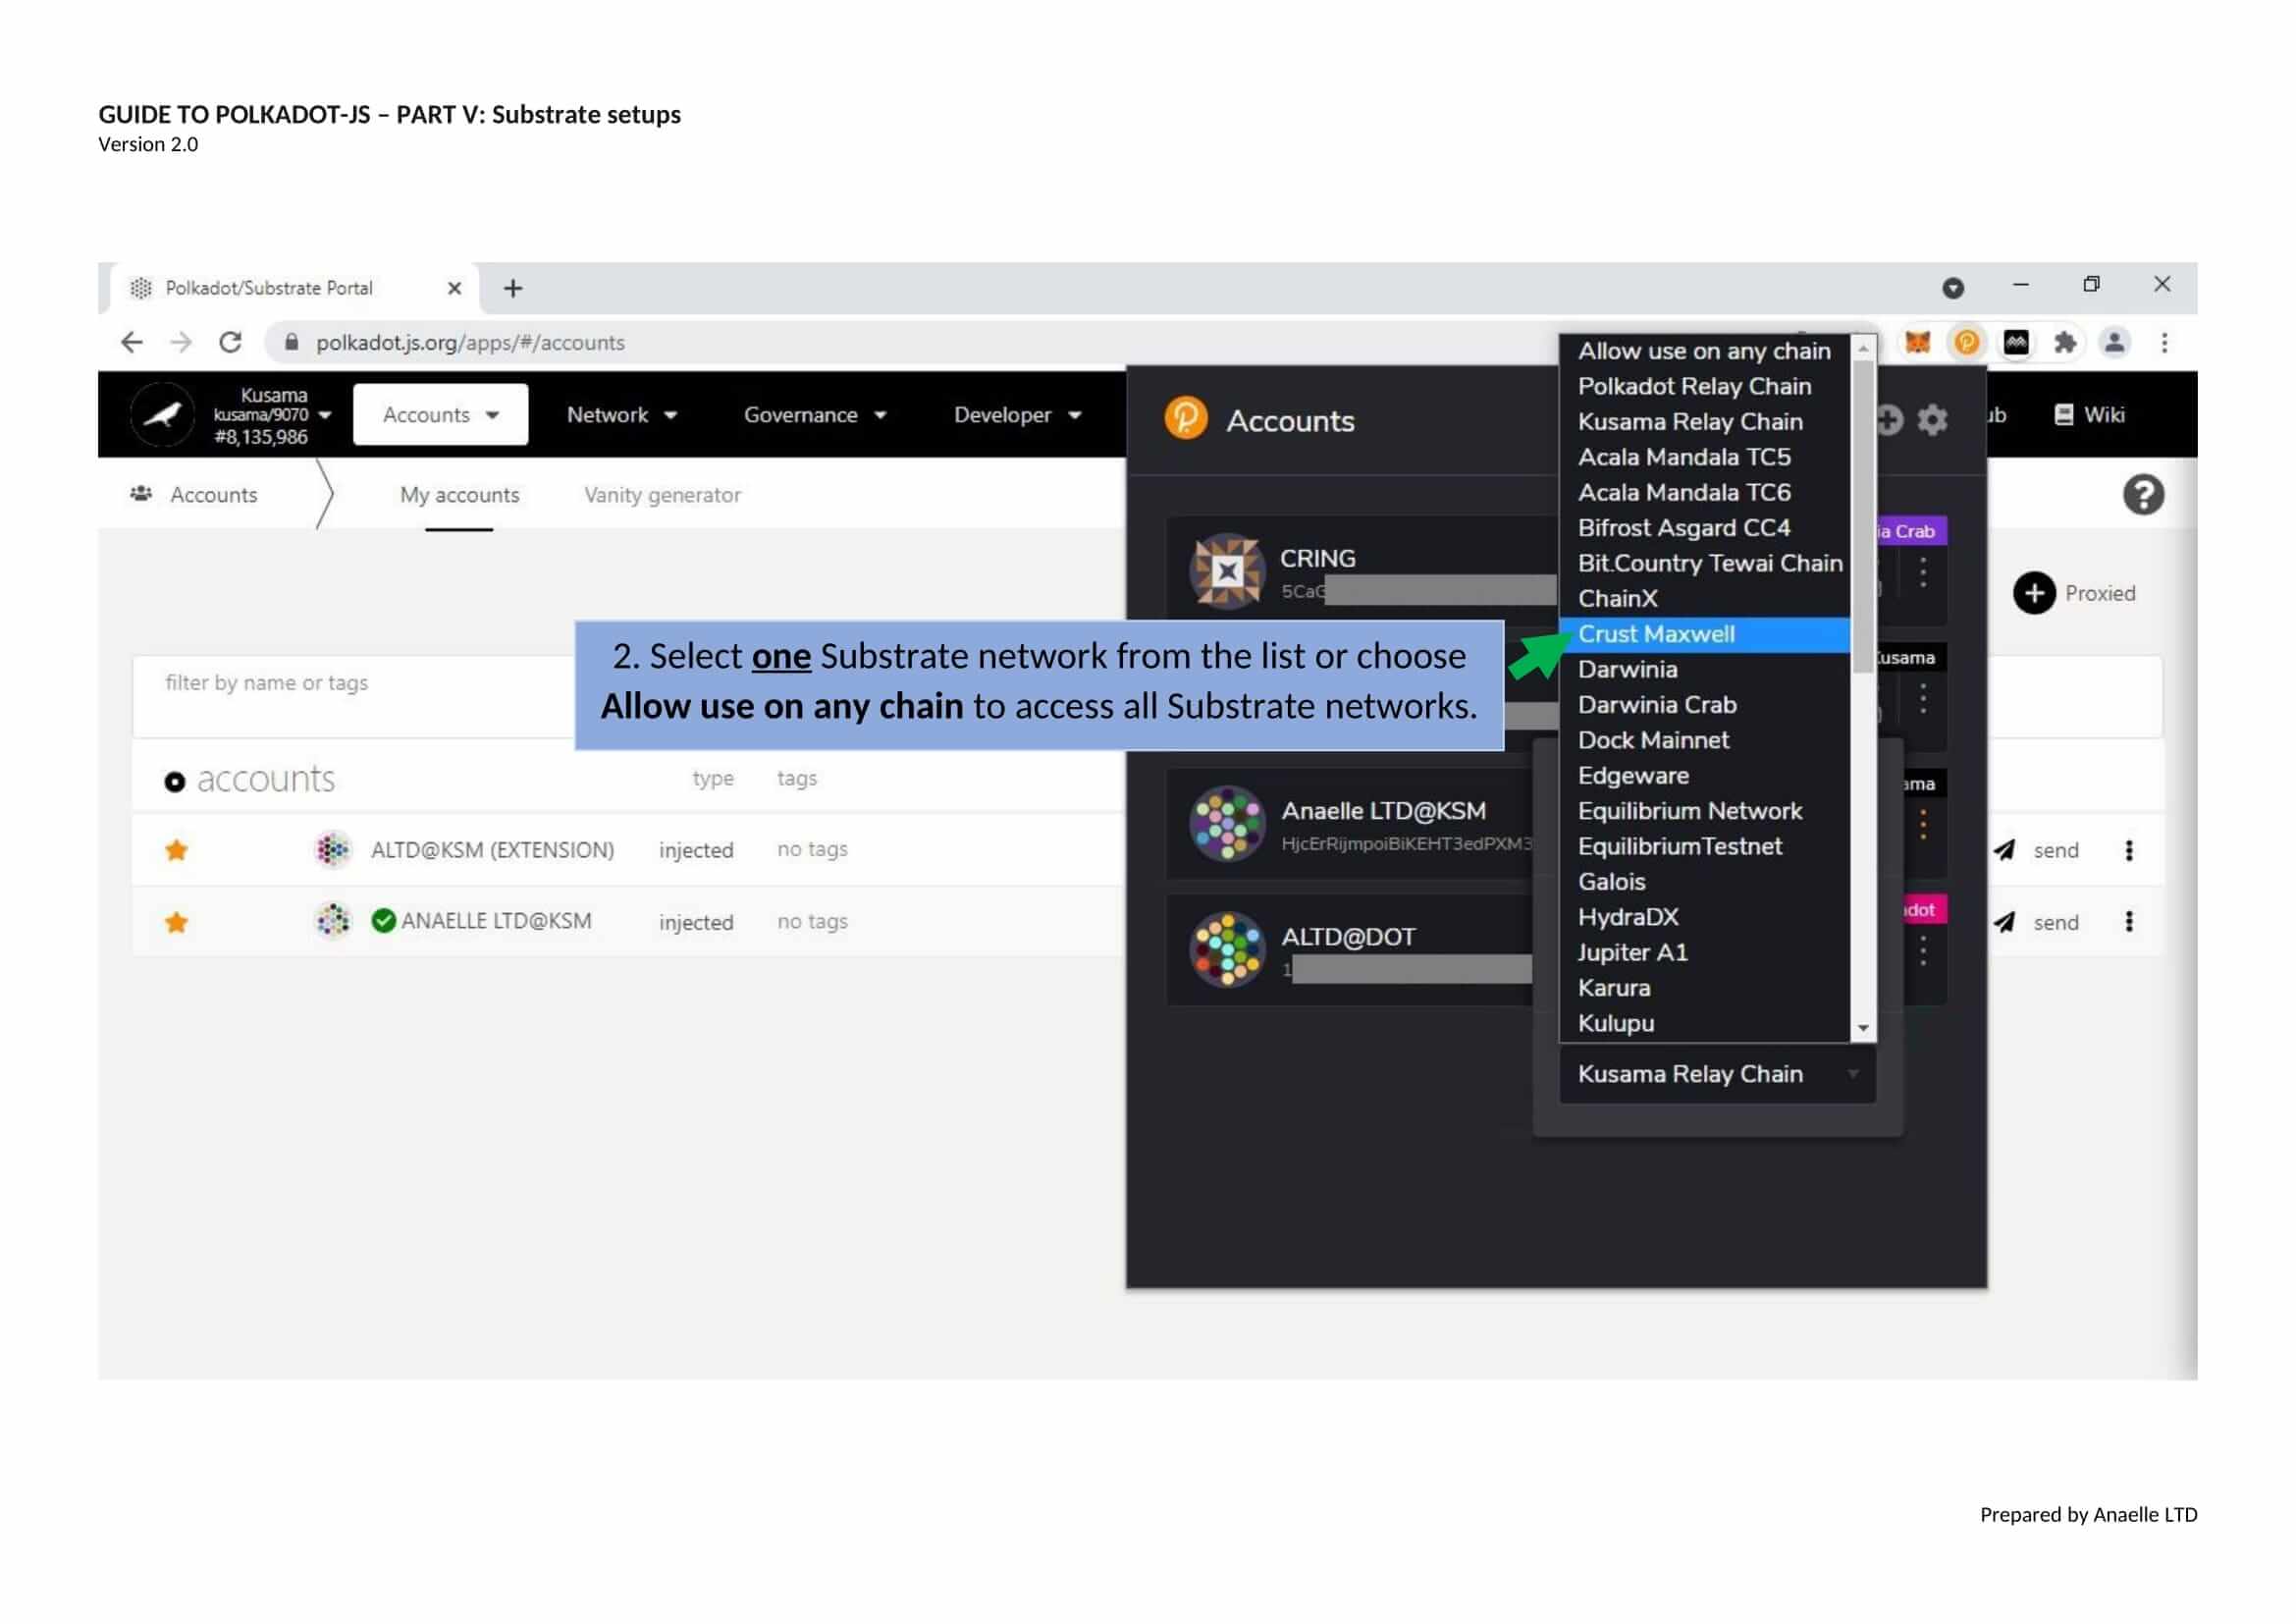 GUIDE TO POLKADOT-JS – PART V: Substrate setups
Version 2.0
Polkadot/Substrate Portal
polkadot.js.org/apps/#/accounts
Kusama
kusama/9070
#8,135,986
Accounts
Network
Governance
Developer
Wiki
Accounts
My accounts
Vanity generator
Proxied
filter by name or tags
accounts
type
tags
ALTD@KSM (EXTENSION)
injected
no tags
send
ANAELLE LTD@KSM
injected
no tags
send
2. Select one Substrate network from the list or choose
Allow use on any chain to access all Substrate networks.
Accounts
CRING
5CaG
ia Crab
usama
Anaelle LTD@KSM
HjcErRijmpoiBiKEHT3edPXM3
ama
ALTD@DOT
1
dot
Allow use on any chain
Polkadot Relay Chain
Kusama Relay Chain
Acala Mandala TC5
Acala Mandala TC6
Bifrost Asgard CC4
Bit.Country Tewai Chain
ChainX
Crust Maxwell
Darwinia
Darwinia Crab
Dock Mainnet
Edgeware
Equilibrium Network
EquilibriumTestnet
Galois
HydraDX
Jupiter A1
Karura
Kulupu
Kusama Relay Chain
Prepared by Anaelle LTD